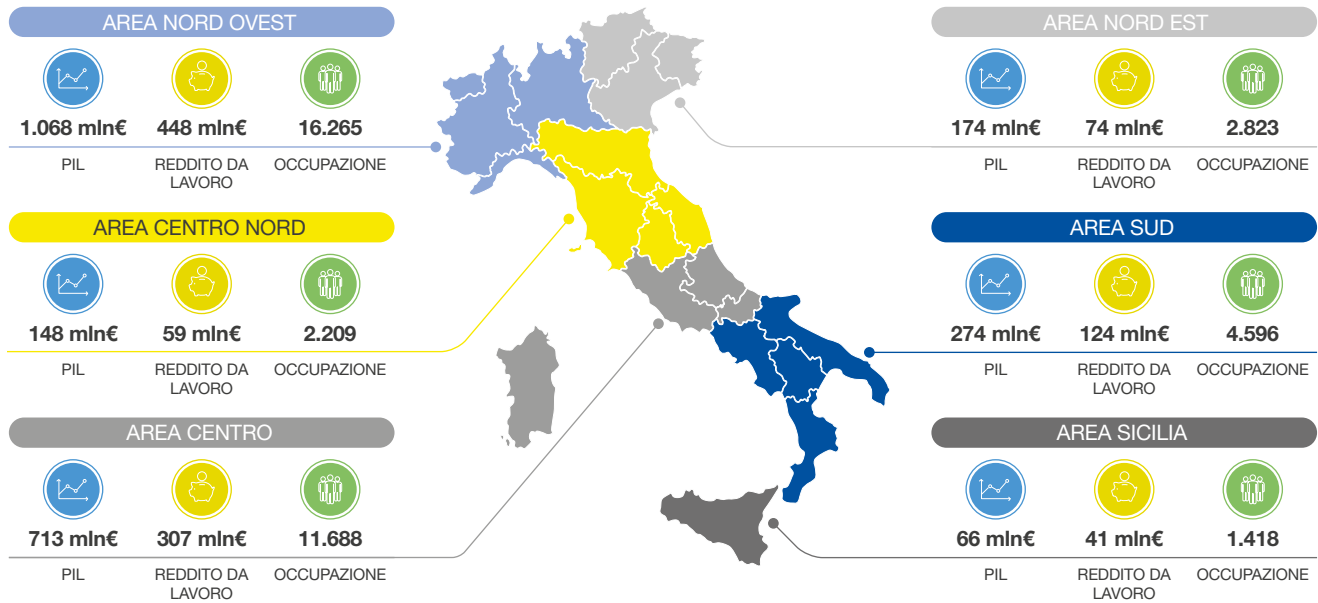 AREA NORD OVEST
1.068 mln€ 448 mln€ 16.265
PIL REDDITO DA LAVORO OCCUPAZIONE
AREA CENTRO NORD
148 mln€ 59 mln€ 2.209
PIL REDDITO DA LAVORO OCCUPAZIONE
AREA CENTRO
713 mln€ 307 mln€ 11.688
PIL REDDITO DA LAVORO OCCUPAZIONE
AREA NORD EST
174 mln€ 74 mln€ 2.823
PIL REDDITO DA LAVORO OCCUPAZIONE
AREA SUD
274 mln€ 124 mln€ 4.596
PIL REDDITO DA LAVORO OCCUPAZIONE
AREA SICILIA
66 mln€ 41 mln€ 1.418
PIL REDDITO DA LAVORO OCCUPAZIONE